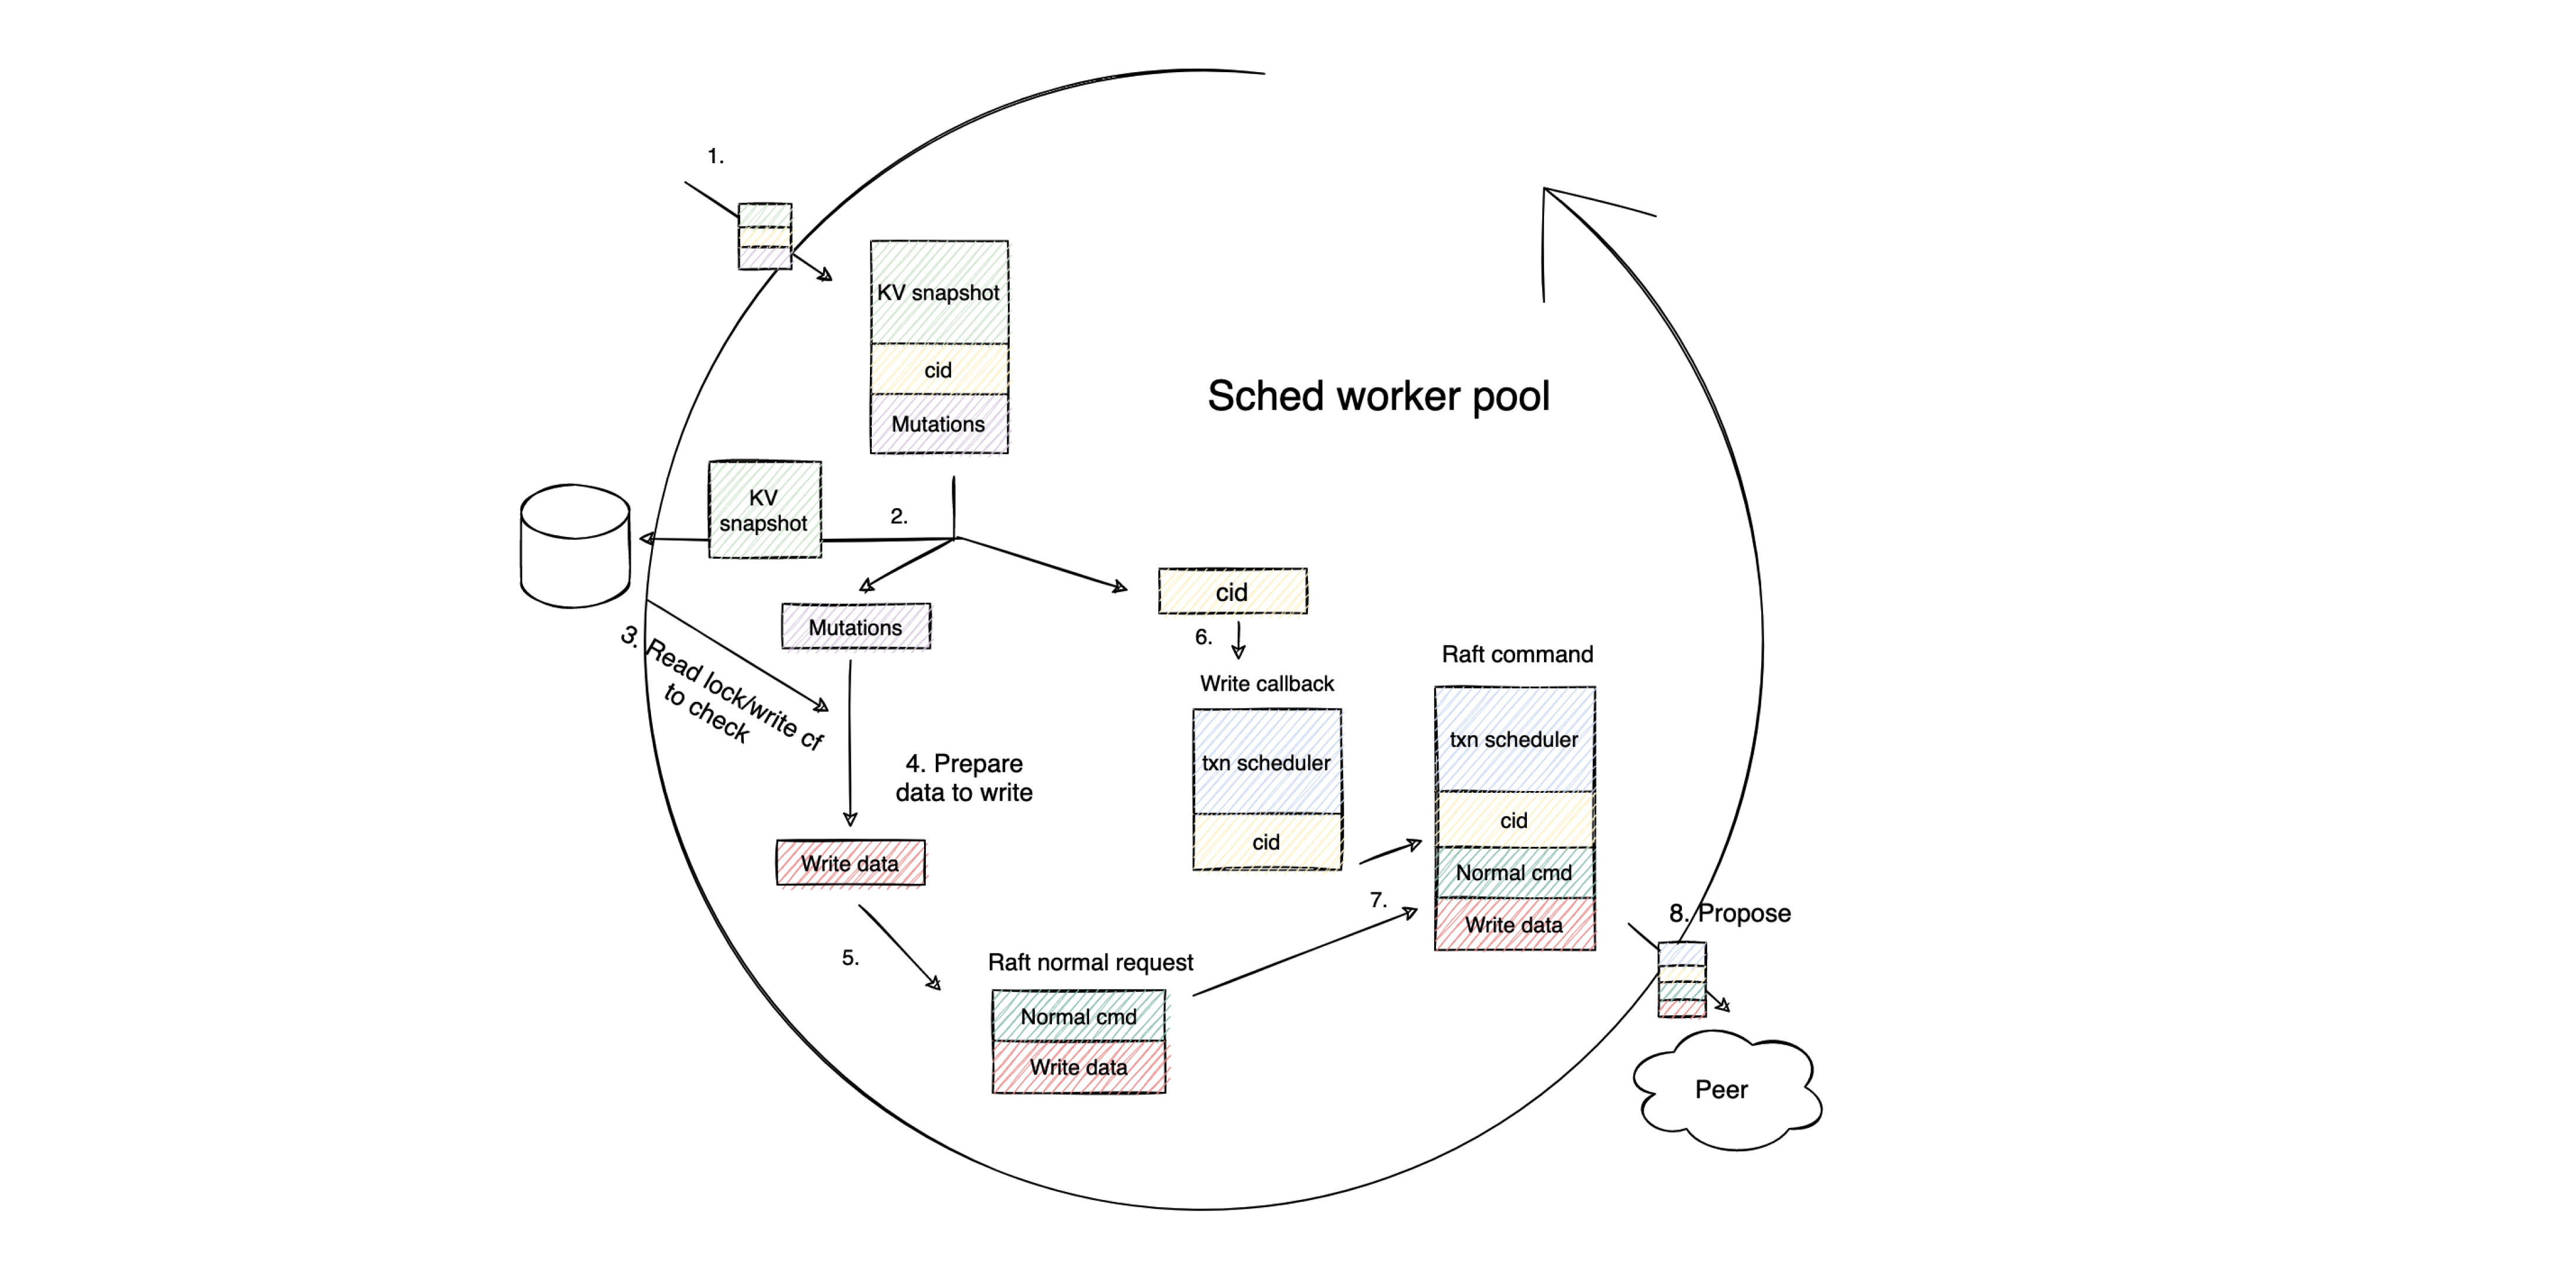 1.
KV snapshot
cid
Mutations
Sched worker pool
KV
snapshot
2.
cid
Mutations
3. Read lock/write cf
to check
6.
Write callback
txn scheduler
cid
Raft command
txn scheduler
cid
Normal cmd
Write data
4. Prepare
data to write
Write data
5.
Raft normal request
Normal cmd
Write data
7.
8. Propose
Peer